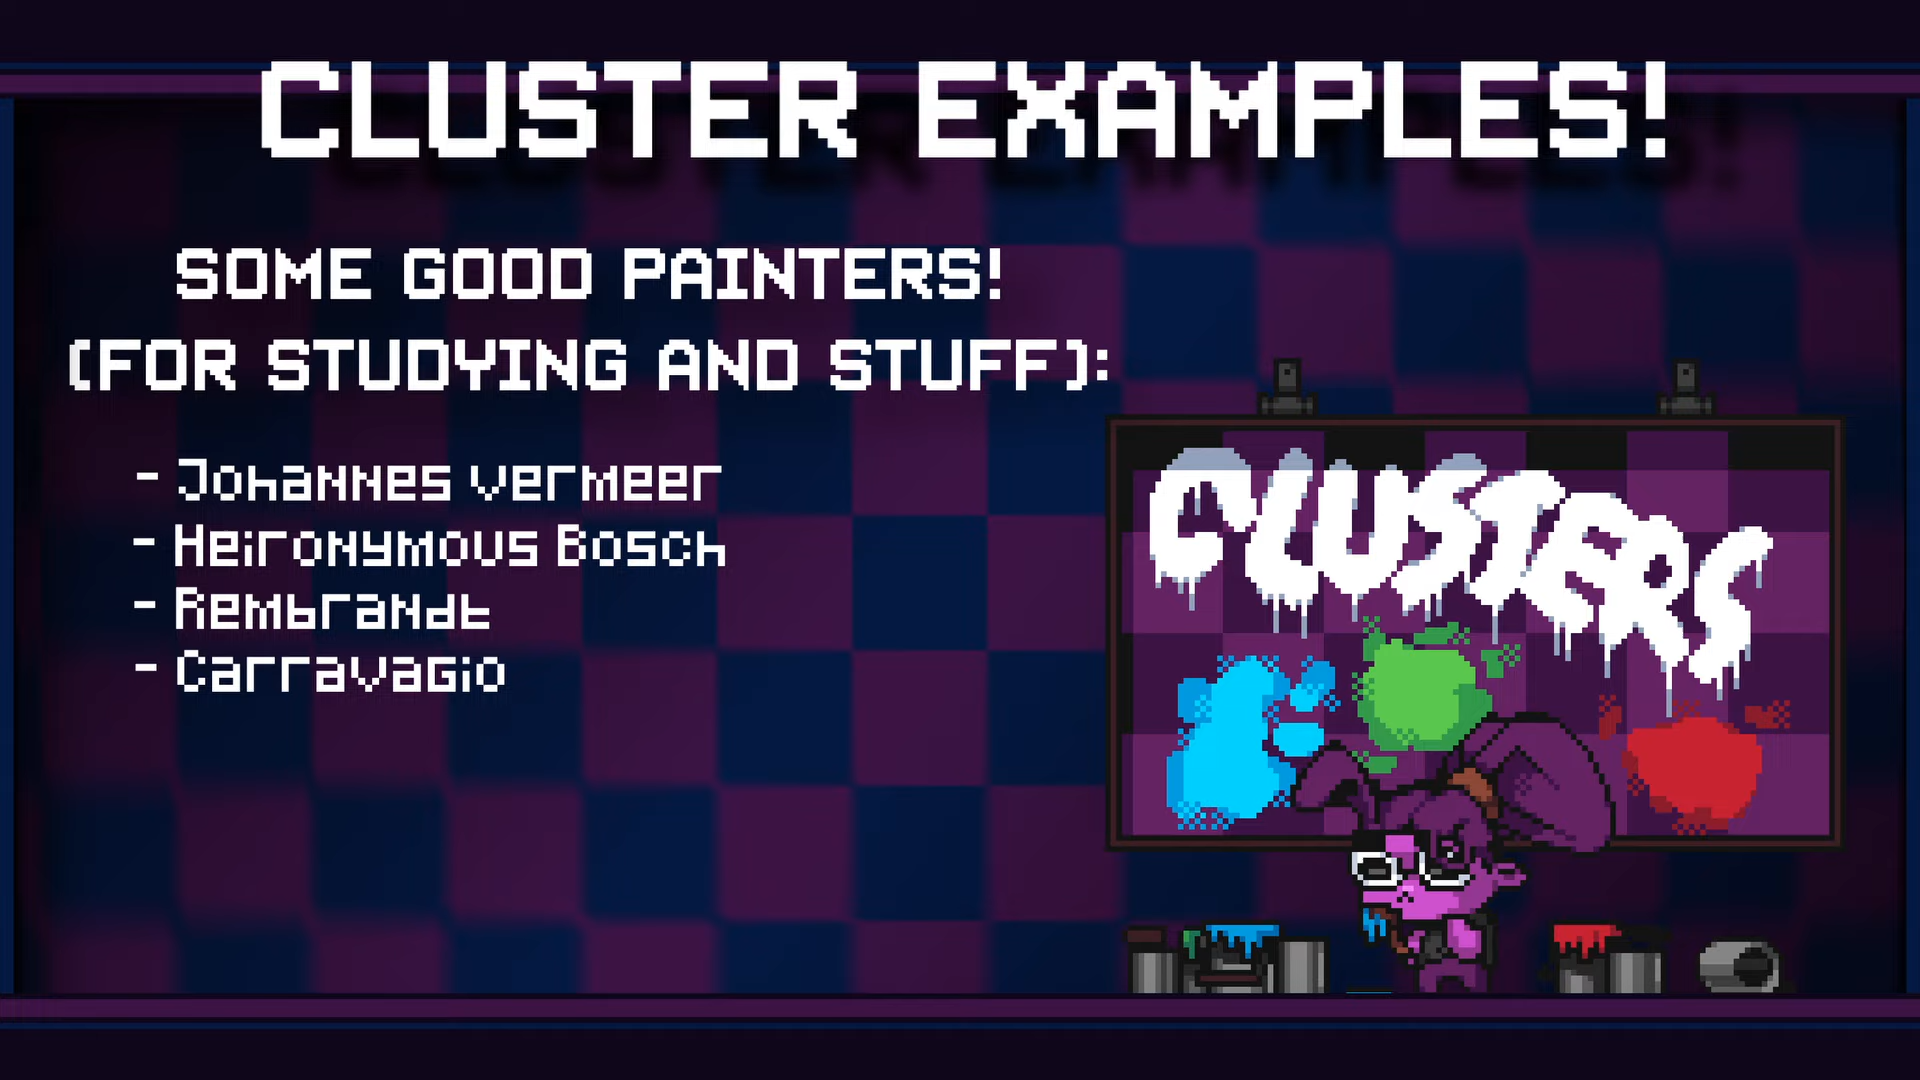 CLUSTER EXAMPLES!
SOME GOOD PAINTERS!
(FOR STUDYING AND STUFF):
- Johannes Vermeer
- Heironymous Bosch
- Rembrandt
- Carravagio
CLUSTERS